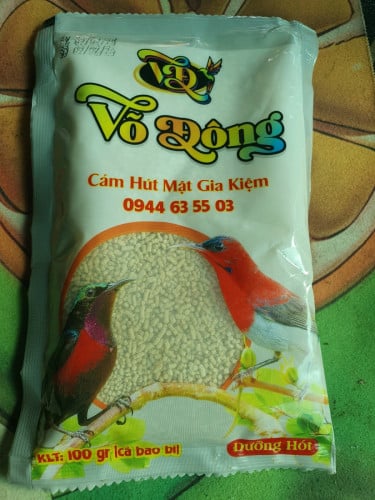 VD
Võ Đông
Cám Hút Mật Gia Kiệm
0944 63 55 03
KLT: 100 gr (cả bao bì)
Dưỡng Hót